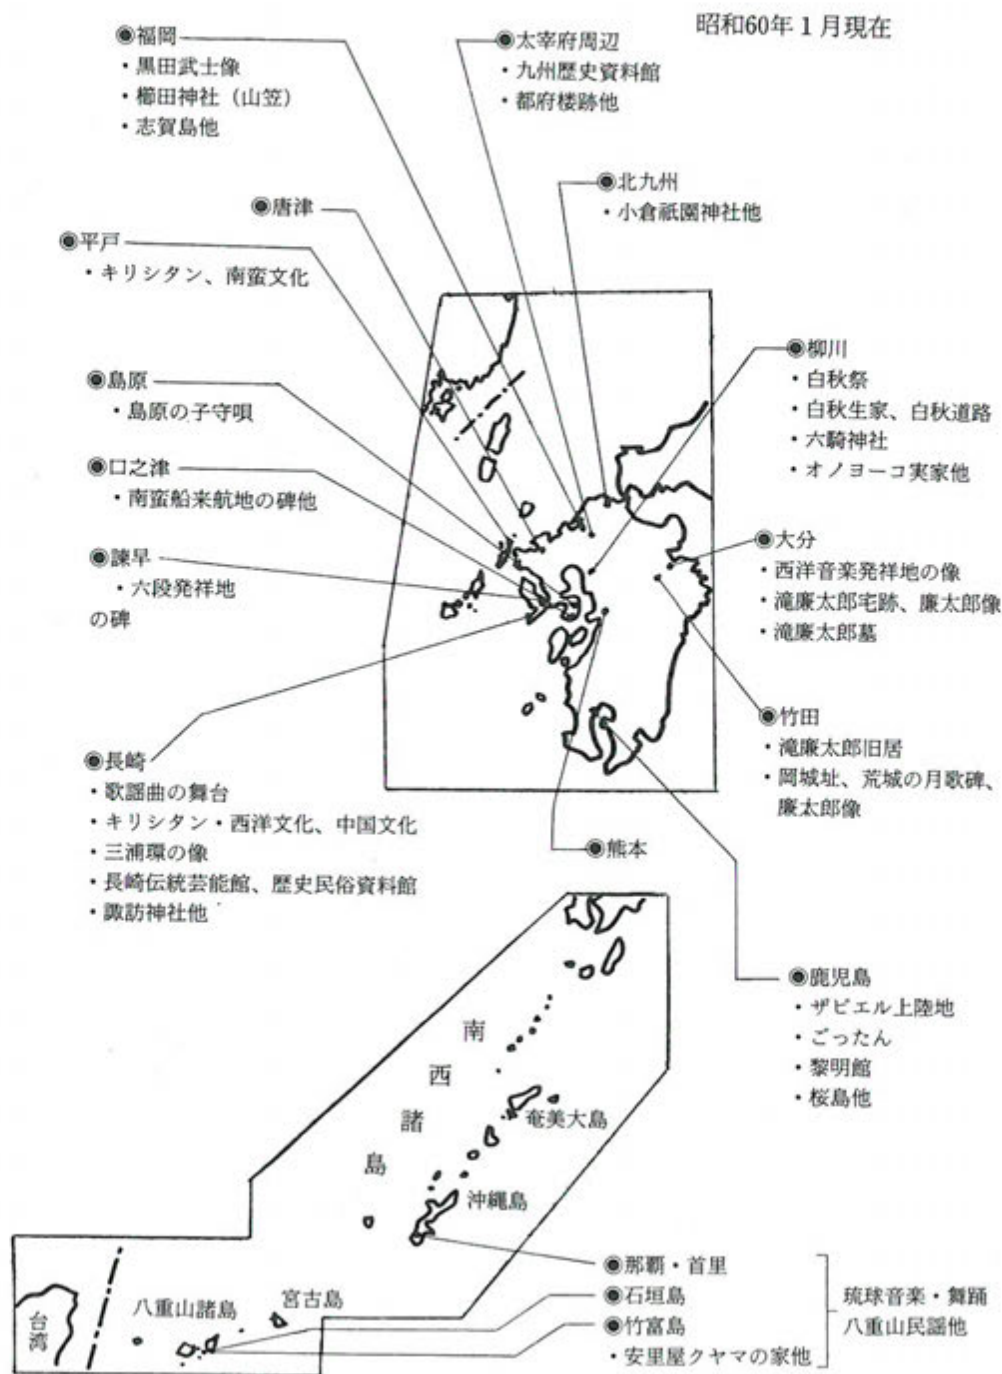 昭和60年1月現在
◉福岡
・黒田武士像
・櫛田神社(山笠)
・志賀島他
◉太宰府周辺
・九州歴史資料館
・都府楼跡他
◉北九州
・小倉祇園神社他
◉唐津
◉平戸
・キリシタン、南蛮文化
◉島原
・島原の子守唄
◉口之津
・南蛮船来航地の碑他
◉諫早
・六段発祥地
の碑
◉柳川
・白秋祭
・白秋生家、白秋道路
・六騎神社
・オノヨーコ実家他
◉大分
・西洋音楽発祥地の像
・滝廉太郎宅跡、廉太郎像
・滝廉太郎墓
◉竹田
・滝廉太郎旧居
・岡城址、荒城の月歌碑、
廉太郎像
◉長崎
・歌謡曲の舞台
・キリシタン・西洋文化、中国文化
・三浦環の像
・長崎伝統芸能館、歴史民俗資料館
・諏訪神社他
◉熊本
◉鹿児島
・ザビエル上陸地
・ごったん
・黎明館
・桜島他
南西諸島
奄美大島
沖縄島
◉那覇・首里
◉石垣島
◉竹富島
・安里屋クヤマの家他
琉球音楽・舞踊
八重山民謡他
宮古島
八重山諸島
台湾